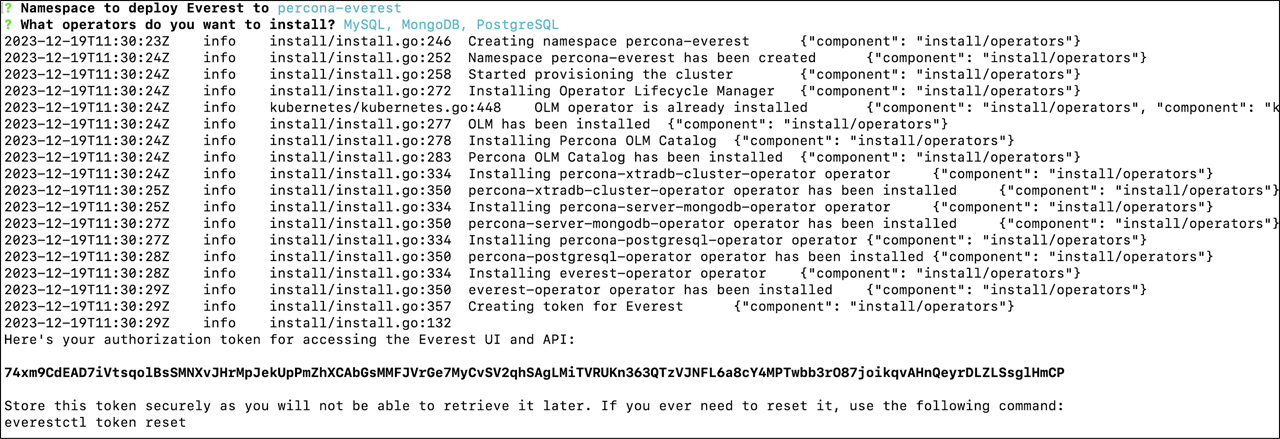 ? Namespace to deploy Everest to percona-everest
? What operators do you want to install? MySQL, MongoDB, PostgreSQL
2023-12-19T11:30:23Z info install/install.go:246 Creating namespace percona-everest {"component": "install/operators"}
2023-12-19T11:30:24Z info install/install.go:252 Namespace percona-everest has been created {"component": "install/operators"}
2023-12-19T11:30:24Z info install/install.go:258 Started provisioning the cluster {"component": "install/operators"}
2023-12-19T11:30:24Z info install/install.go:272 Installing Operator Lifecycle Manager {"component": "install/operators"}
2023-12-19T11:30:24Z info kubernetes/kubernetes.go:448 OLM operator is already installed {"component": "install/operators", "component": "k
2023-12-19T11:30:24Z info install/install.go:277 OLM has been installed {"component": "install/operators"}
2023-12-19T11:30:24Z info install/install.go:278 Installing Percona OLM Catalog {"component": "install/operators"}
2023-12-19T11:30:24Z info install/install.go:283 Percona OLM Catalog has been installed {"component": "install/operators"}
2023-12-19T11:30:24Z info install/install.go:334 Installing percona-xtradb-cluster-operator operator {"component": "install/operators"}
2023-12-19T11:30:25Z info install/install.go:350 percona-xtradb-cluster-operator operator has been installed {"component": "install/operators"}
2023-12-19T11:30:25Z info install/install.go:334 Installing percona-server-mongodb-operator operator {"component": "install/operators"}
2023-12-19T11:30:27Z info install/install.go:350 percona-server-mongodb-operator operator has been installed {"component": "install/operators"}
2023-12-19T11:30:27Z info install/install.go:334 Installing percona-postgresql-operator operator {"component": "install/operators"}
2023-12-19T11:30:28Z info install/install.go:350 percona-postgresql-operator operator has been installed {"component": "install/operators"}
2023-12-19T11:30:28Z info install/install.go:334 Installing everest-operator operator {"component": "install/operators"}
2023-12-19T11:30:29Z info install/install.go:350 everest-operator operator has been installed {"component": "install/operators"}
2023-12-19T11:30:29Z info install/install.go:357 Creating token for Everest {"component": "install/operators"}
2023-12-19T11:30:29Z info install/install.go:132
Here's your authorization token for accessing the Everest UI and API:
74xm9CdEAD7iVtsqolBsSMNXvJHrMpJekUpPmZhXCAbGsMMFJVrGe7MyCvSV2qhSAgLMiTVRUKn363QTzVJNFL6a8cY4MPTwbb3rO87joikqvAHnQeyrDLZLSsglHmCP
Store this token securely as you will not be able to retrieve it later. If you ever need to reset it, use the following command:
everestctl token reset